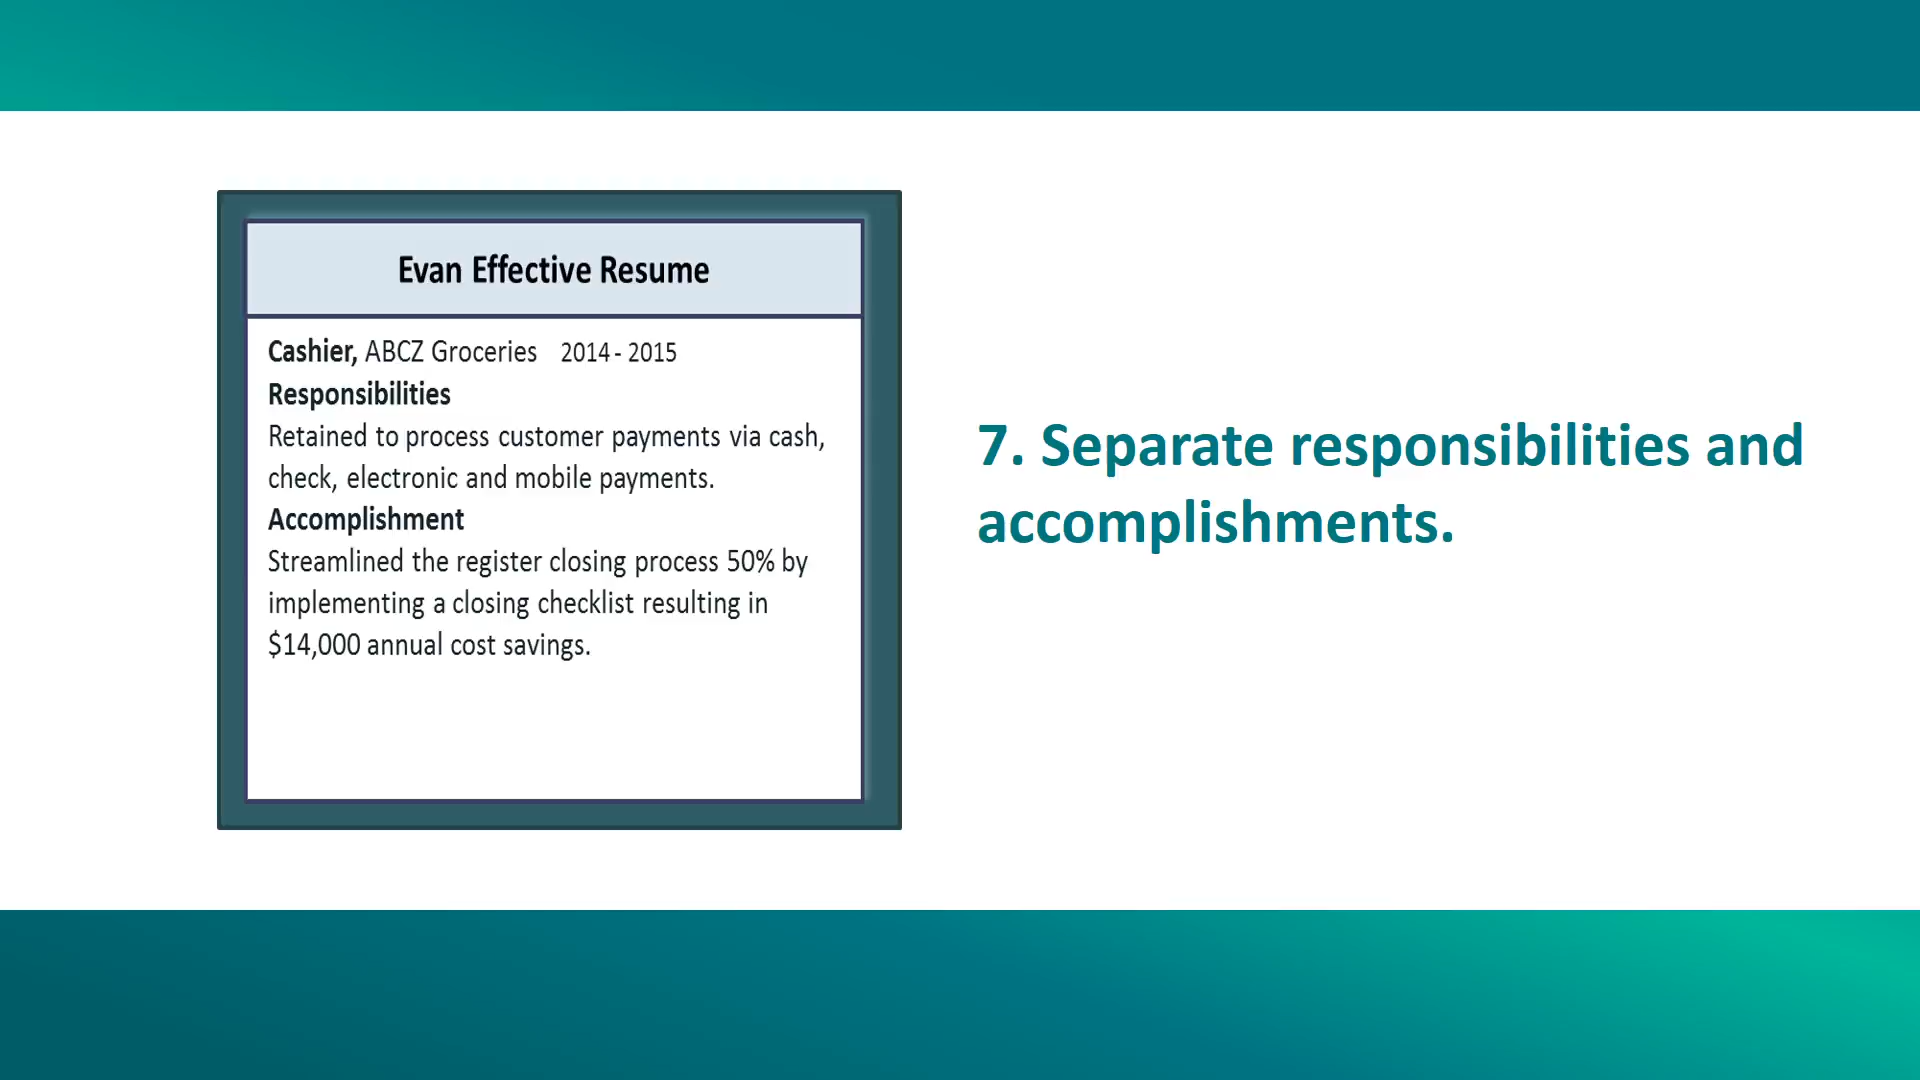 Evan Effective Resume
Cashier, ABCZ Groceries 2014 - 2015
Responsibilities
Retained to process customer payments via cash,
check, electronic and mobile payments.
Accomplishment
Streamlined the register closing process 50% by
implementing a closing checklist resulting in
$14,000 annual cost savings.
7. Separate responsibilities and
accomplishments.